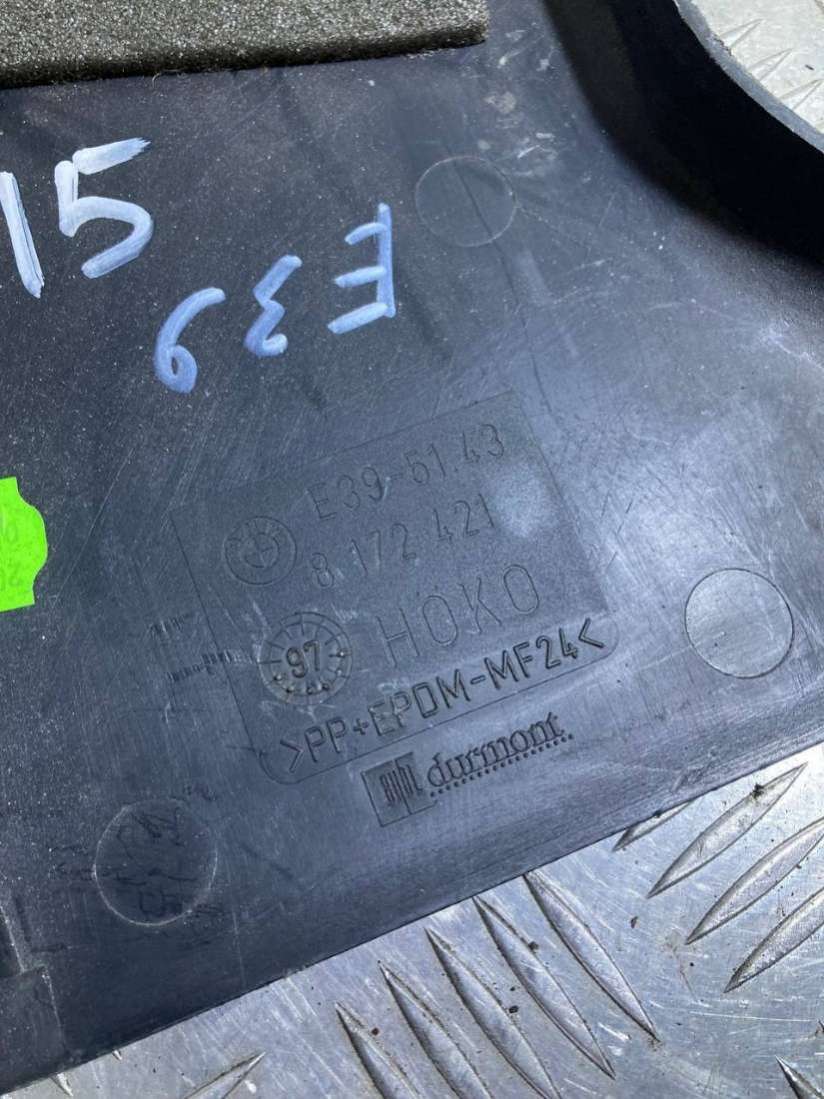 15
E39
E39-51.43
8 172 421
HOKO
97
>PP+EPDM-MF24<
durmont